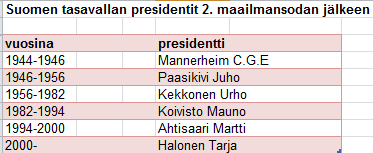 Suomen tasavallan presidentit 2. maailmansodan jälkeen
vuosina presidentti
1944-1946 Mannerheim C.G.E
1946-1956 Paasikivi Juho
1956-1982 Kekkonen Urho
1982-1994 Koivisto Mauno
1994-2000 Ahtisaari Martti
2000- Halonen Tarja